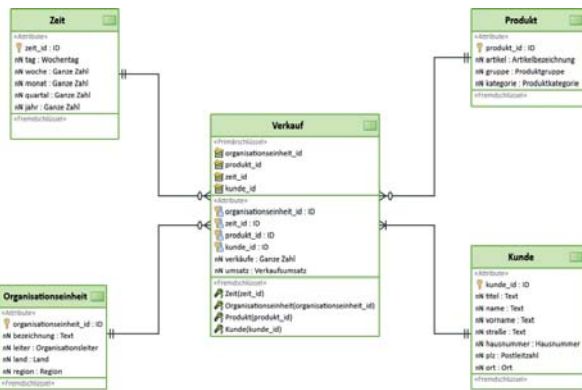 Zeit
«Attribute»
zeit_id : ID
nN tag : Wochentag
nN woche : Ganze Zahl
nN monat : Ganze Zahl
nN quartal : Ganze Zahl
nN jahr : Ganze Zahl
«Fremdschlüssel»
Produkt
«Attribute»
produkt_id : ID
nN artikel : Artikelbezeichnung
nN gruppe : Produktgruppe
nN kategorie : Produktkategorie
«Fremdschlüssel»
Verkauf
«Primärschlüssel»
organisationseinheit_id
produkt_id
zeit_id
kunde_id
«Attribute»
organisationseinheit_id : ID
zeit_id : ID
produkt_id : ID
kunde_id : ID
nN verkäufe : Ganze Zahl
nN umsatz : Verkaufsumsatz
«Fremdschlüssel»
Zeit(zeit_id)
Organisationseinheit(organisationseinheit_id)
Produkt(produkt_id)
Kunde(kunde_id)
Organisationseinheit
«Attribute»
organisationseinheit_id : ID
nN bezeichnung : Text
nN leiter : Organisationsleiter
nN land : Land
nN region : Region
«Fremdschlüssel»
Kunde
«Attribute»
kunde_id : ID
nN titel : Text
nN name : Text
nN vorname : Text
nN straße : Text
nN hausnummer : Hausnummer
nN plz : Postleitzahl
nN ort : Ort
«Fremdschlüssel»